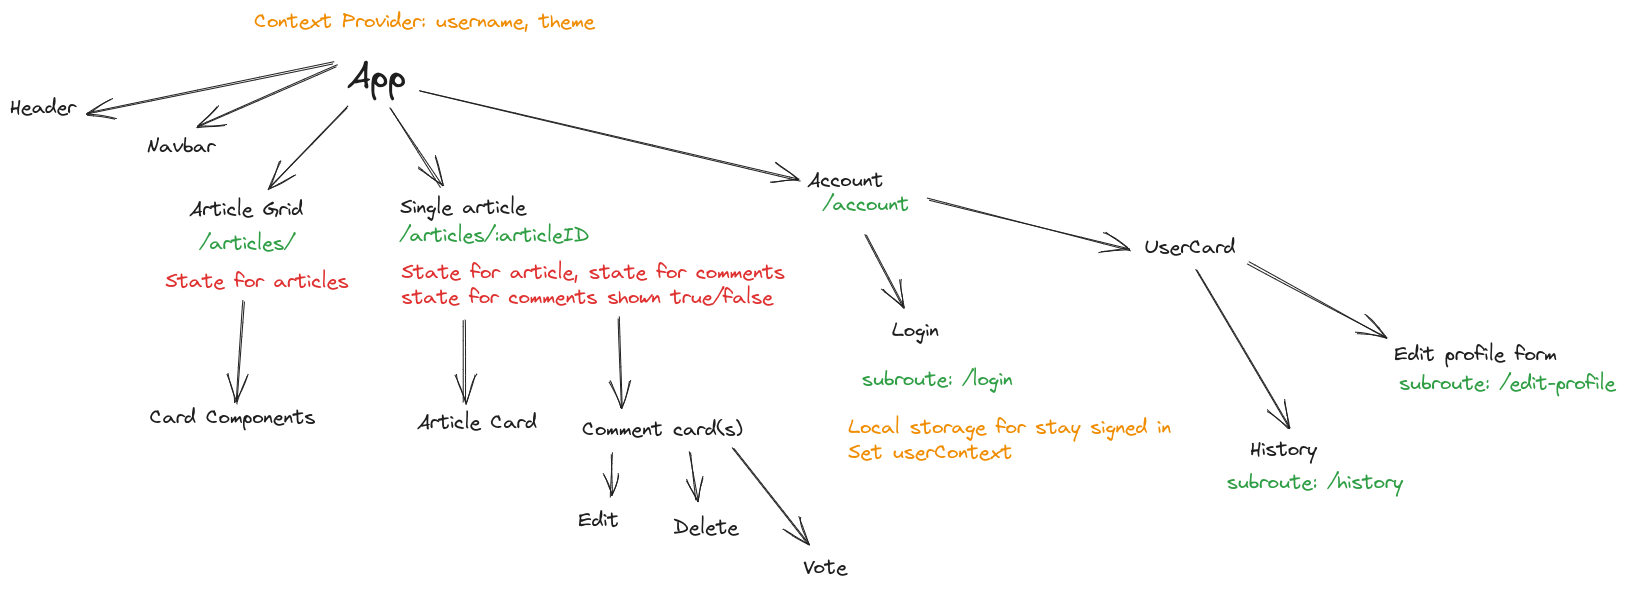 Context Provider: username, theme
App
Header
Navbar
Article Grid
/articles/
State for articles
Card Components
Single article
/articles/:articleID
State for article, state for comments
state for comments shown true/false
Article Card
Comment card(s)
Edit
Delete
Vote
Account
/account
Login
subroute: /login
Local storage for stay signed in
Set userContext
UserCard
History
subroute: /history
Edit profile form
subroute: /edit-profile